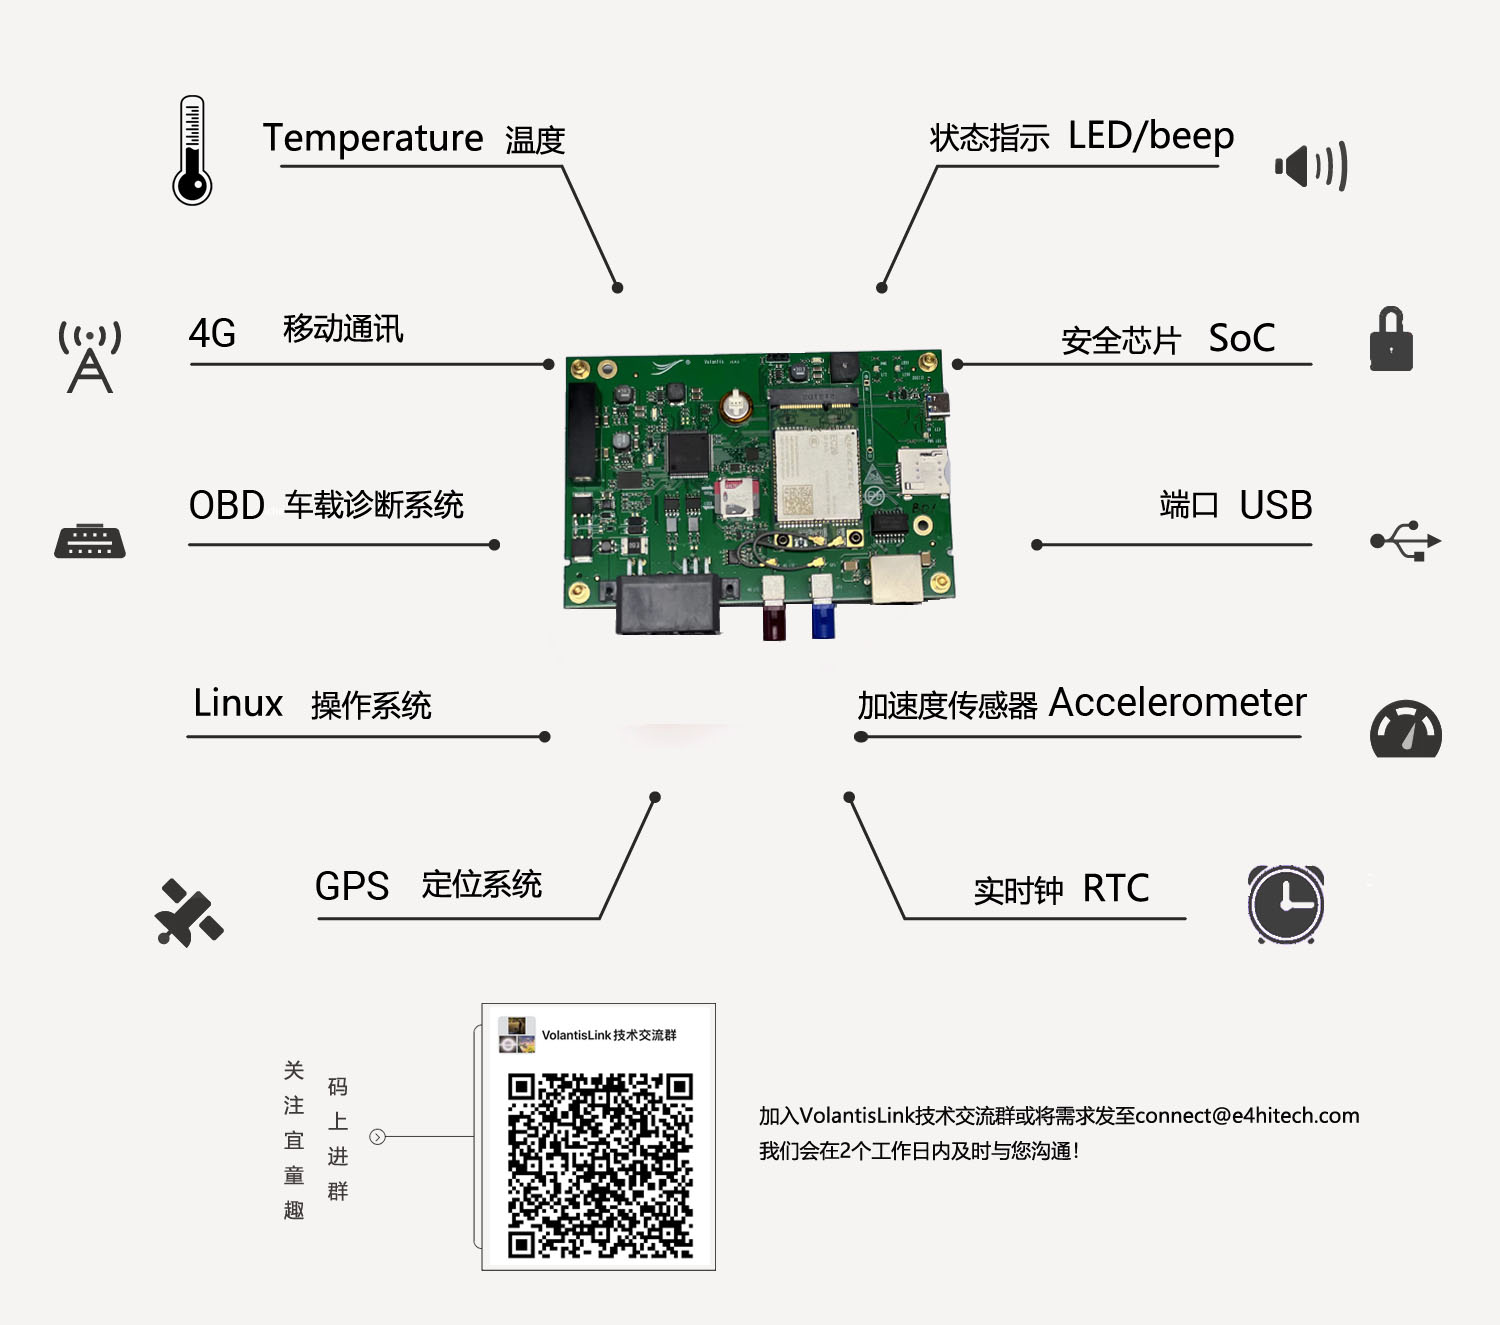 Temperature 温度
状态指示 LED/beep
4G 移动通讯
安全芯片 SoC
OBD 车载诊断系统
端口 USB
Linux 操作系统
加速度传感器 Accelerometer
GPS 定位系统
实时钟 RTC
Volantis
EC20
关注宜童趣
码上进群
VolantisLink技术交流群
加入VolantisLink技术交流群或将需求发至connect@e4hitech.com
我们会在2个工作日内及时与您沟通！